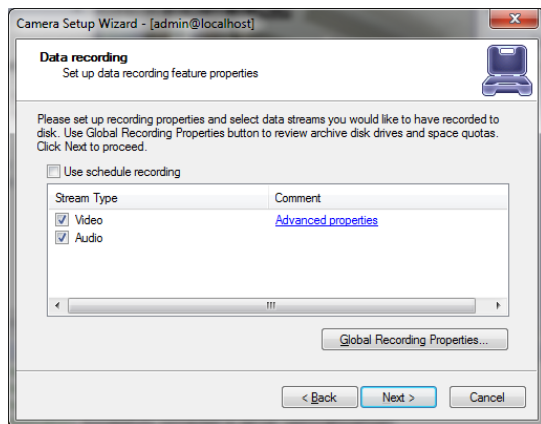 Camera Setup Wizard - [admin@localhost]
Data recording
Set up data recording feature properties
Please set up recording properties and select data streams you would like to have recorded to
disk. Use Global Recording Properties button to review archive disk drives and space quotas.
Click Next to proceed.
Use schedule recording
Stream Type Comment
Video Advanced properties
Audio
Global Recording Properties...
< Back Next > Cancel